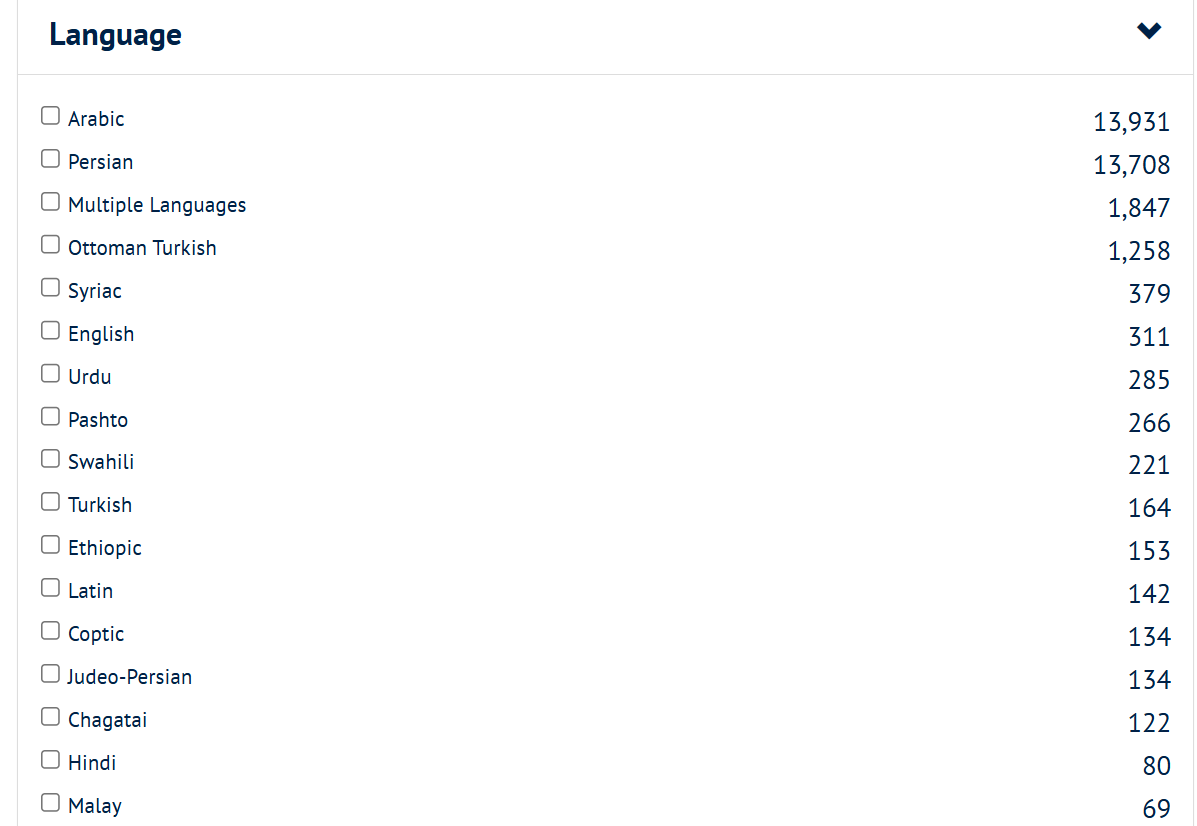 Language
Arabic 13,931
Persian 13,708
Multiple Languages 1,847
Ottoman Turkish 1,258
Syriac 379
English 311
Urdu 285
Pashto 266
Swahili 221
Turkish 164
Ethiopic 153
Latin 142
Coptic 134
Judeo-Persian 134
Chagatai 122
Hindi 80
Malay 69